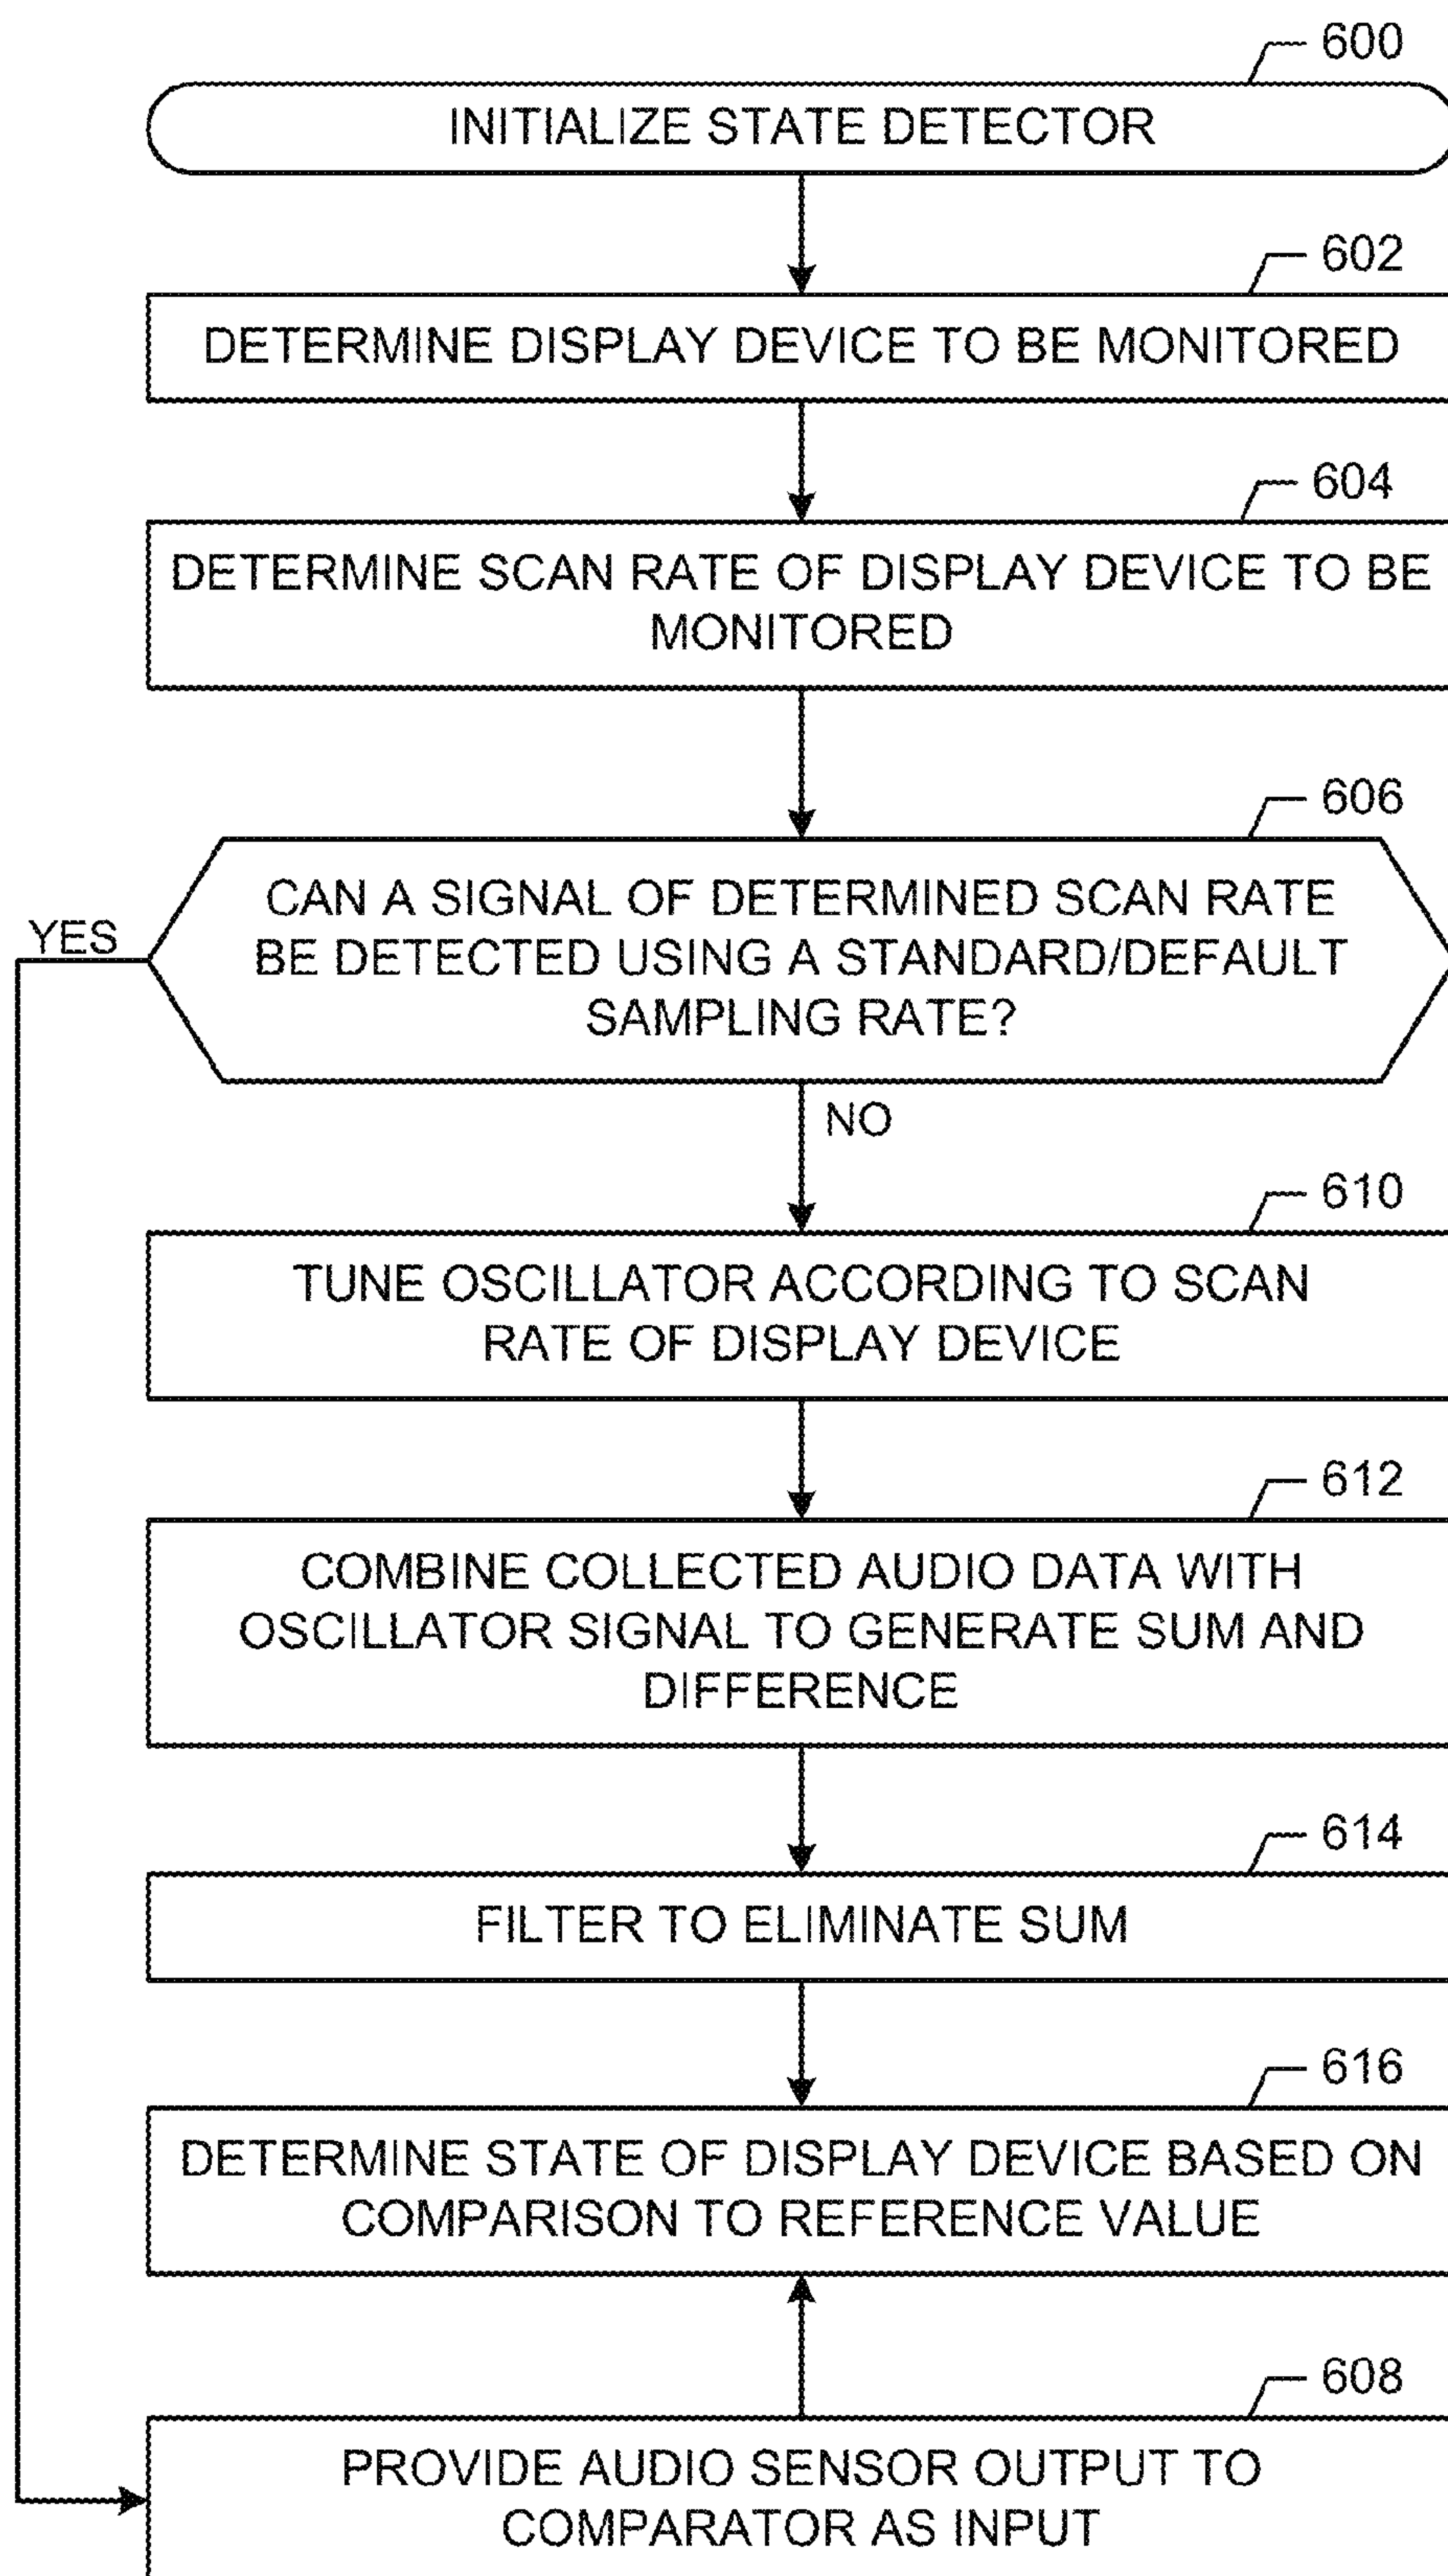 600
INITIALIZE STATE DETECTOR
602
DETERMINE DISPLAY DEVICE TO BE MONITORED
604
DETERMINE SCAN RATE OF DISPLAY DEVICE TO BE
MONITORED
606
CAN A SIGNAL OF DETERMINED SCAN RATE
BE DETECTED USING A STANDARD/DEFAULT
SAMPLING RATE?
YES
NO
610
TUNE OSCILLATOR ACCORDING TO SCAN
RATE OF DISPLAY DEVICE
612
COMBINE COLLECTED AUDIO DATA WITH
OSCILLATOR SIGNAL TO GENERATE SUM AND
DIFFERENCE
614
FILTER TO ELIMINATE SUM
616
DETERMINE STATE OF DISPLAY DEVICE BASED ON
COMPARISON TO REFERENCE VALUE
608
PROVIDE AUDIO SENSOR OUTPUT TO
COMPARATOR AS INPUT